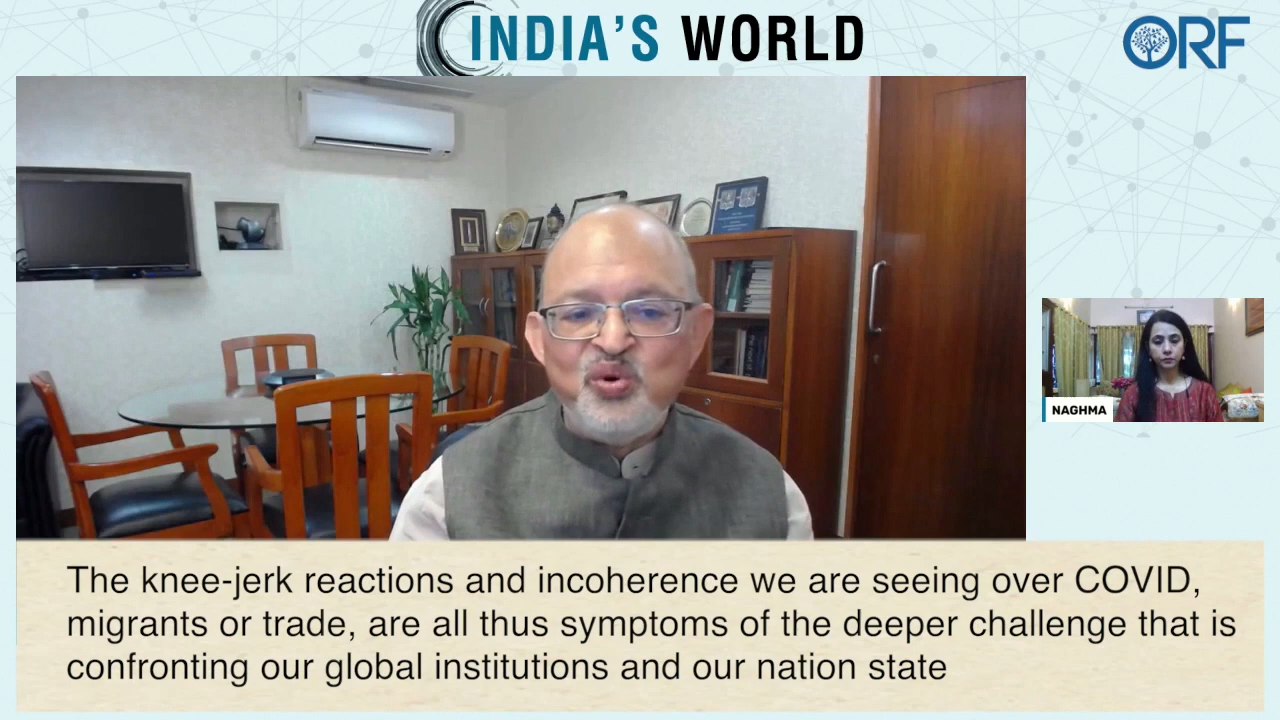 INDIA'S WORLD
ORF
NAGHMA
The knee-jerk reactions and incoherence we are seeing over COVID,
migrants or trade, are all thus symptoms of the deeper challenge that is
confronting our global institutions and our nation state